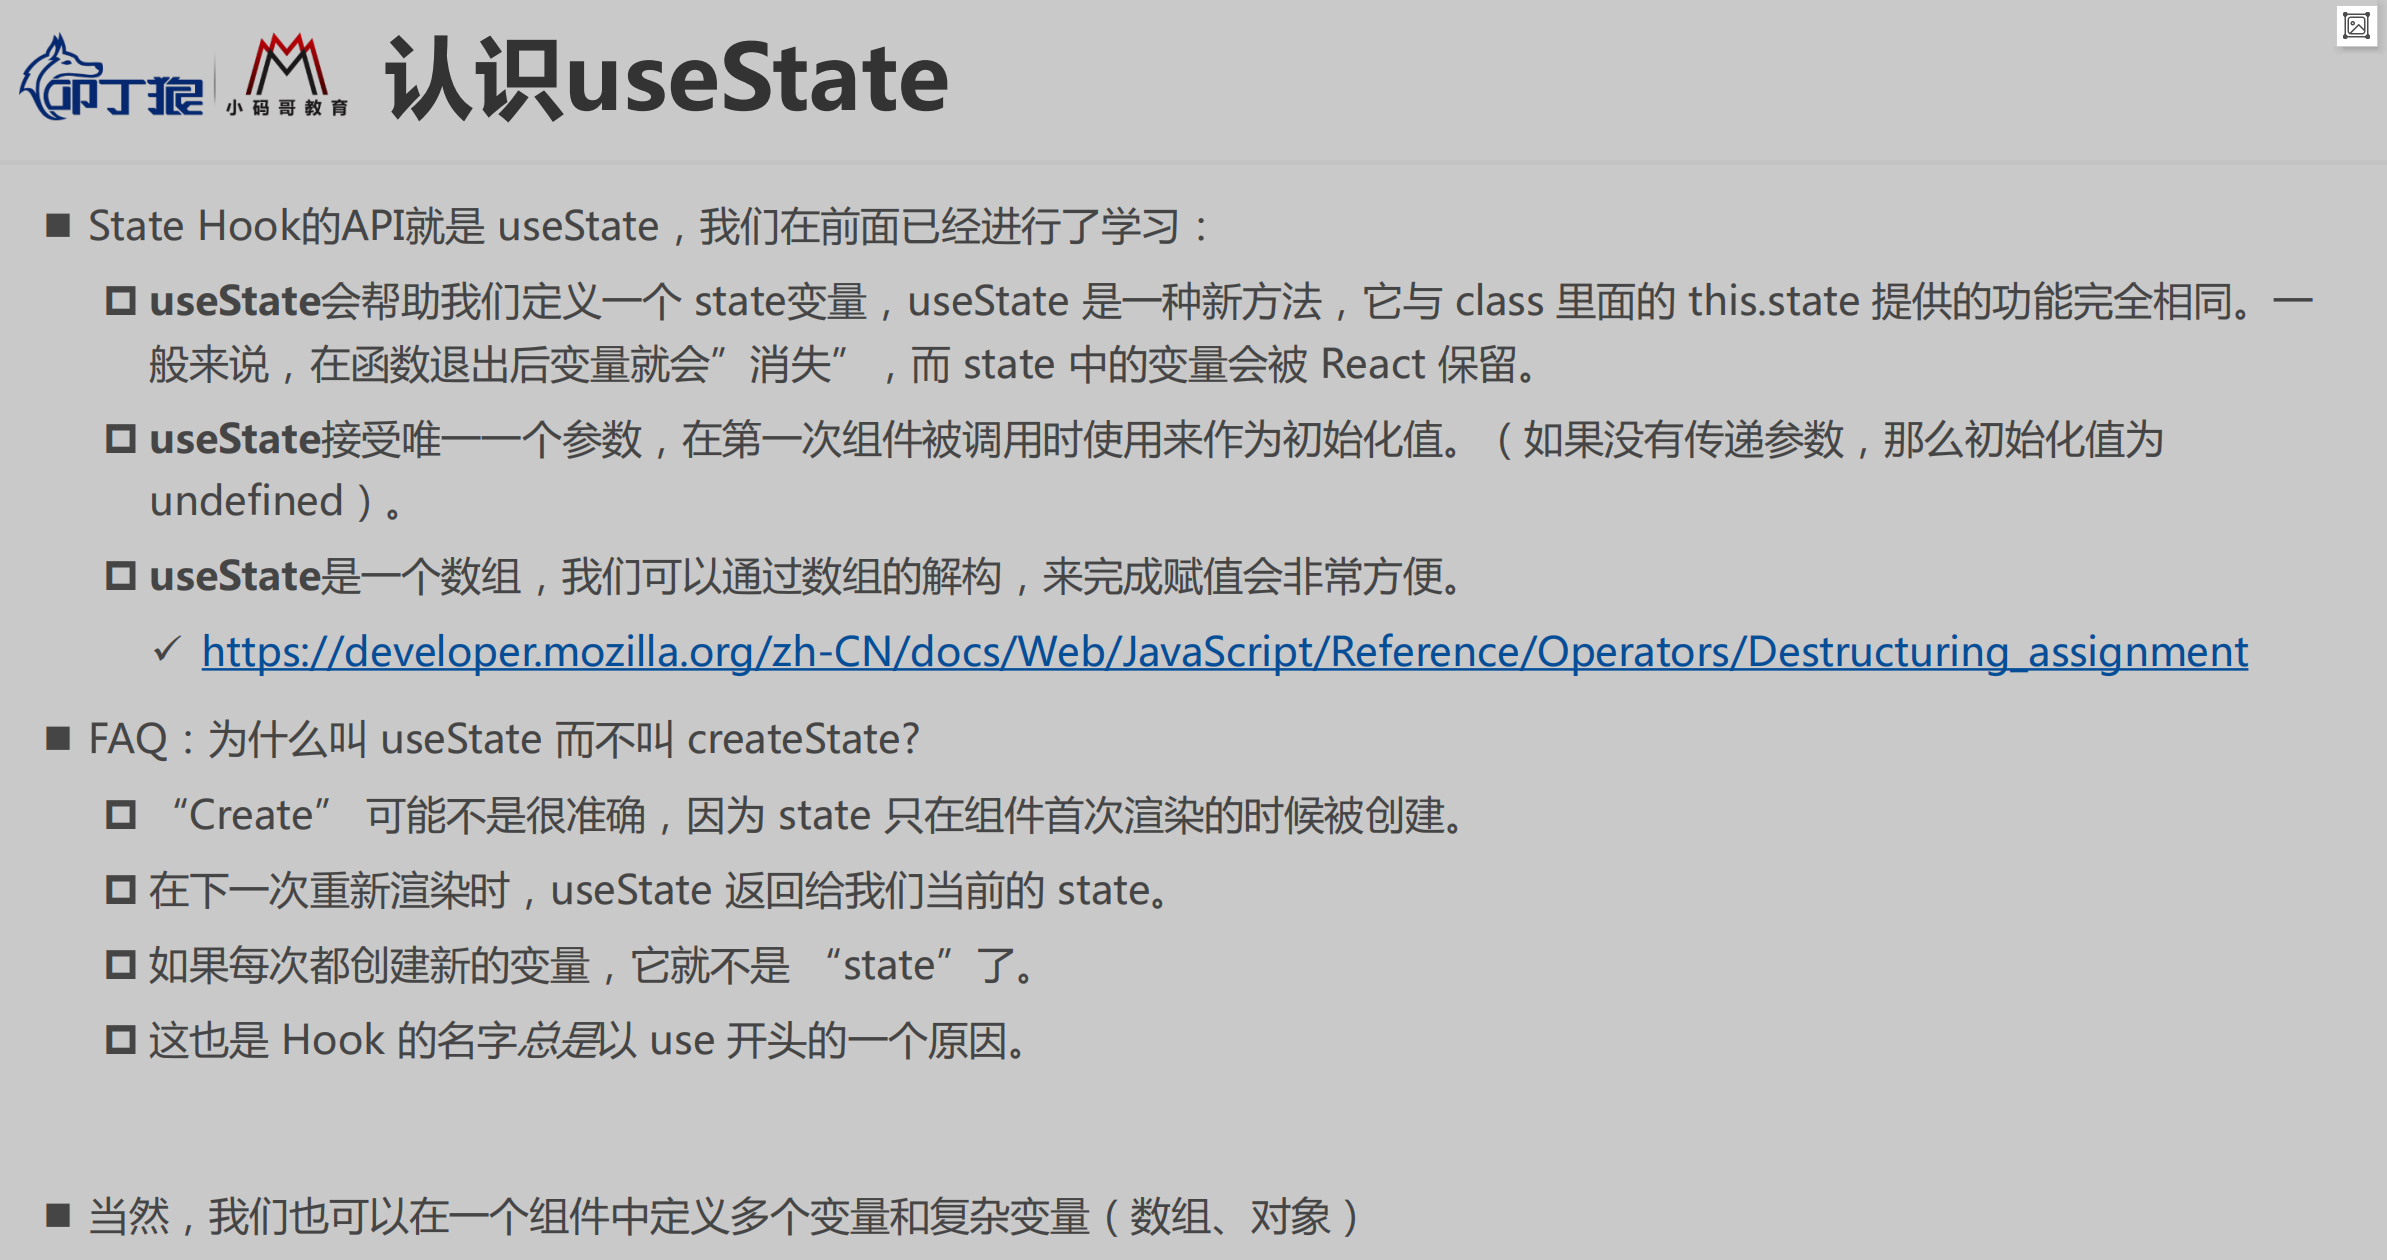 叩丁狼
小码哥教育
认识useState
State Hook的API就是 useState，我们在前面已经进行了学习：
useState会帮助我们定义一个 state变量，useState 是一种新方法，它与 class 里面的 this.state 提供的功能完全相同。一
般来说，在函数退出后变量就会”消失”，而 state 中的变量会被 React 保留。
useState接受唯一一个参数，在第一次组件被调用时使用来作为初始化值。（如果没有传递参数，那么初始化值为
undefined）。
useState是一个数组，我们可以通过数组的解构，来完成赋值会非常方便。
https://developer.mozilla.org/zh-CN/docs/Web/JavaScript/Reference/Operators/Destructuring_assignment
FAQ：为什么叫 useState 而不叫 createState?
“Create” 可能不是很准确，因为 state 只在组件首次渲染的时候被创建。
在下一次重新渲染时，useState 返回给我们当前的 state。
如果每次都创建新的变量，它就不是 “state”了。
这也是 Hook 的名字总是以 use 开头的一个原因。
当然，我们也可以在一个组件中定义多个变量和复杂变量（数组、对象）